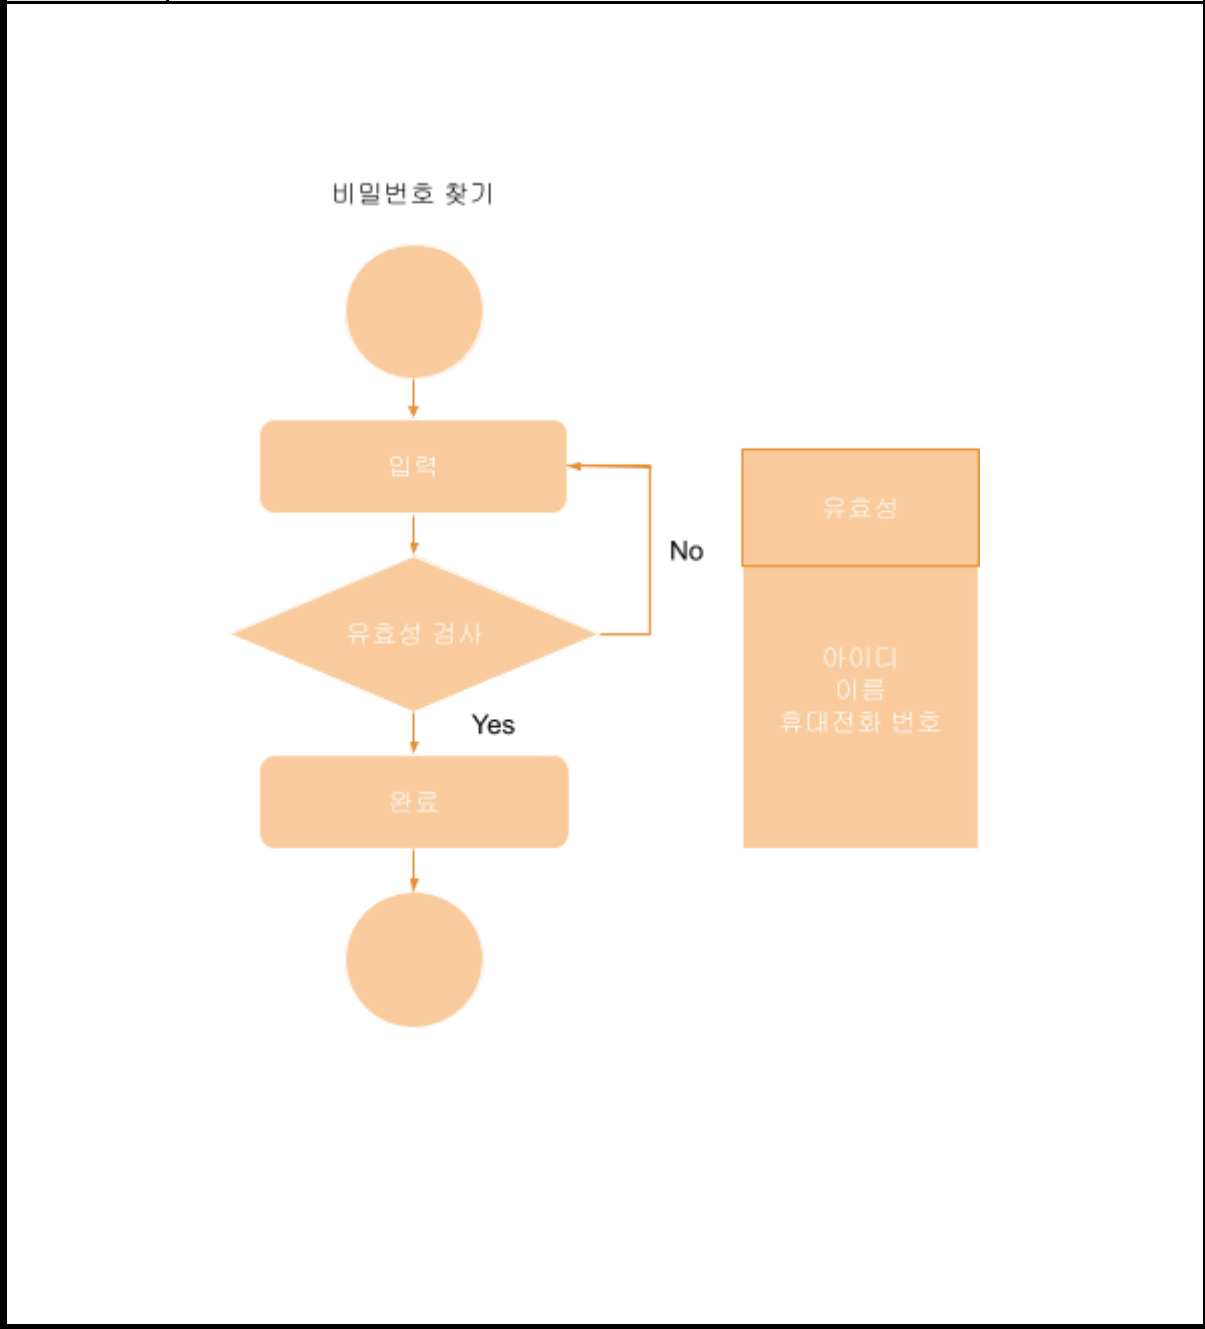 비밀번호 찾기
입력
유효성 검사
No
Yes
완료
유효성
아이디
이름
휴대전화 번호